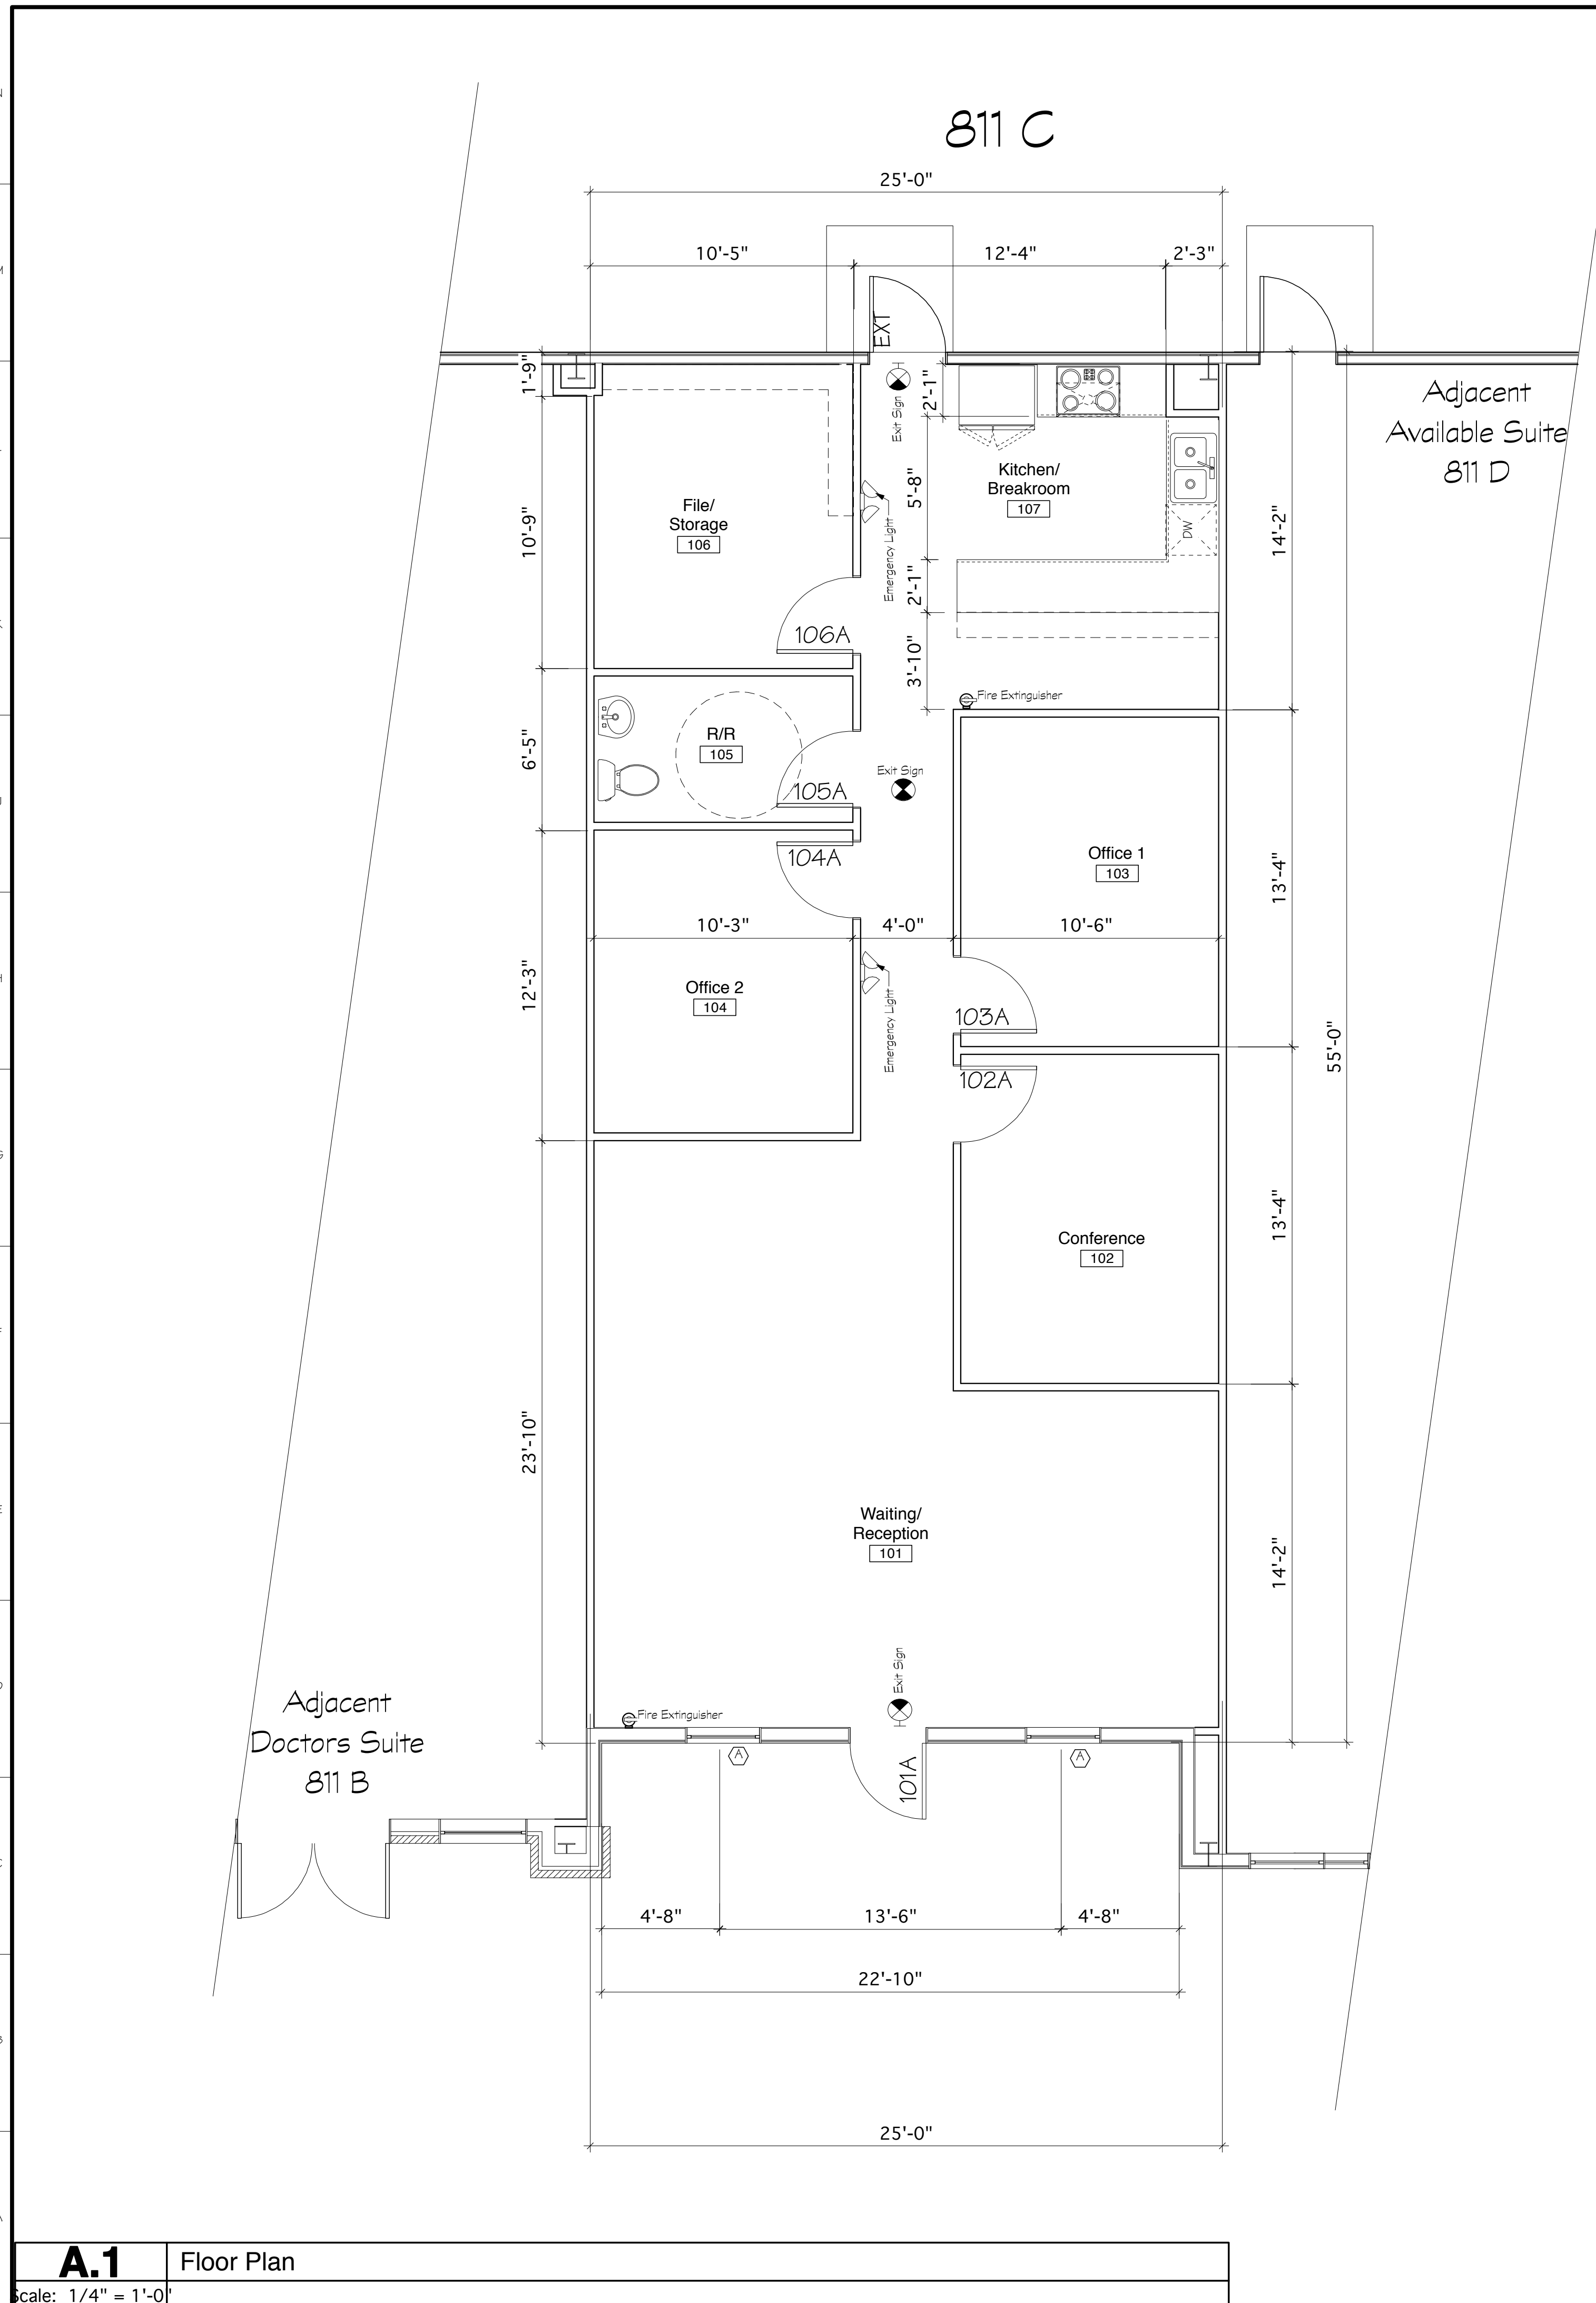 811 C
25'-0"
10'-5"
12'-4"
2'-3"
EXT
1'-9"
2'-1"
Exit Sign
Adjacent
Available Suite
811 D
Kitchen/
Breakroom
107
5'-8"
File/
Storage
106
10'-9"
Emergency Light
DW
14'-2"
2'-1"
106A
3'-10"
Fire Extinguisher
R/R
105
6'-5"
Exit Sign
105A
104A
Office 1
103
13'-4"
10'-3"
4'-0"
10'-6"
12'-3"
Office 2
104
Emergency Light
103A
55'-0"
102A
13'-4"
Conference
102
23'-10"
Waiting/
Reception
101
14'-2"
Exit Sign
Fire Extinguisher
Adjacent
Doctors Suite
811 B
A
A
101A
4'-8"
13'-6"
4'-8"
22'-10"
25'-0"
A.1
Floor Plan
Scale: 1/4" = 1'-0"
N
M
K
H
G
E
C
A